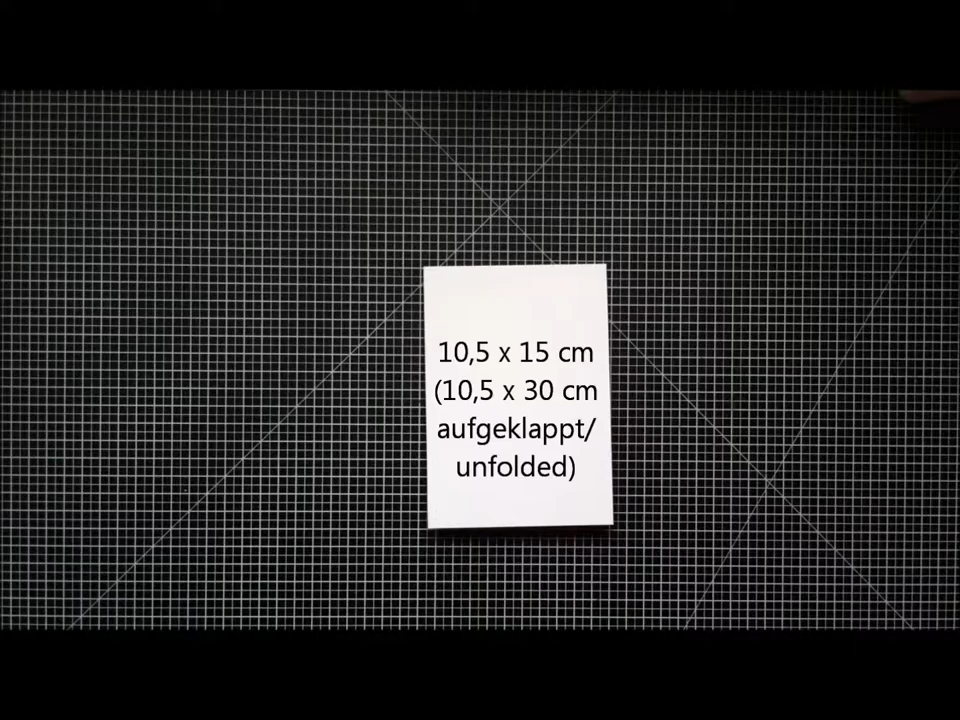 10,5 x 15 cm
(10,5 x 30 cm
aufgeklappt/
unfolded)